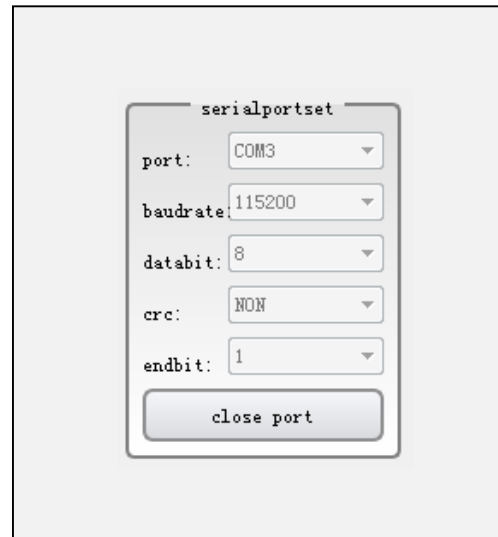 serialportset
port: COM3
baudrate: 115200
databit: 8
crc: NON
endbit: 1
close port